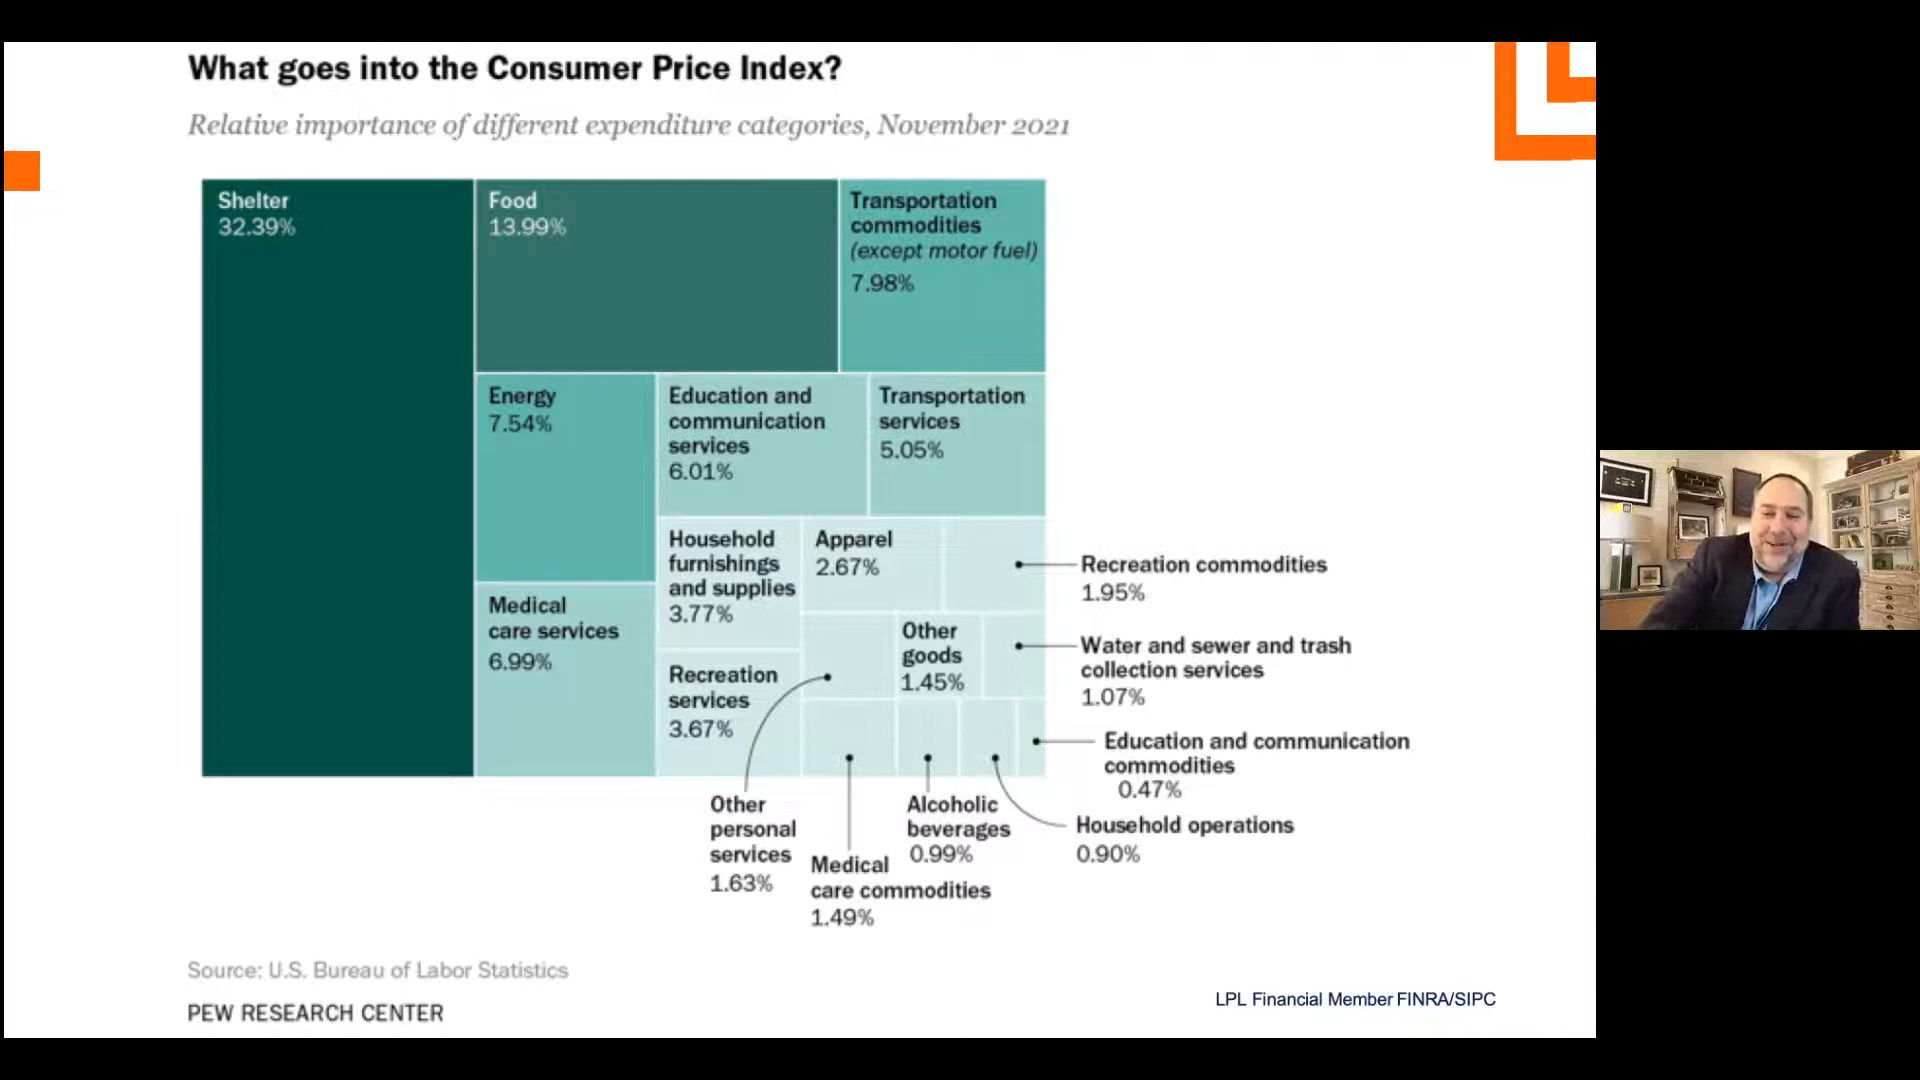 What goes into the Consumer Price Index?
Relative importance of different expenditure categories, November 2021
Shelter
32.39%
Food
13.99%
Transportation
commodities
(except motor fuel)
7.98%
Energy
7.54%
Education and
communication
services
6.01%
Transportation
services
5.05%
Medical
care services
6.99%
Household
furnishings
and supplies
3.77%
Apparel
2.67%
Recreation commodities
1.95%
Recreation
services
3.67%
Other
goods
1.45%
Water and sewer and trash
collection services
1.07%
Education and communication
commodities
0.47%
Other
personal
services
1.63%
Medical
care commodities
1.49%
Alcoholic
beverages
0.99%
Household operations
0.90%
Source: U.S. Bureau of Labor Statistics
PEW RESEARCH CENTER
LPL Financial Member FINRA/SIPC